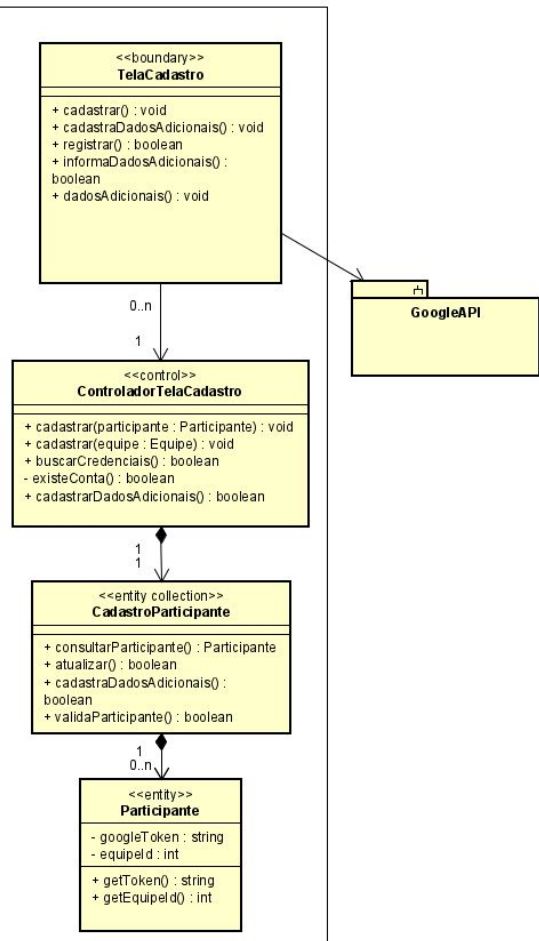 <<boundary>>
TelaCadastro
+ cadastrar() : void
+ cadastraDadosAdicionais() : void
+ registrar() : boolean
+ informaDadosAdicionais() :
boolean
+ dadosAdicionais() : void
GoogleAPI
0..n
1
<<control>>
ControladorTelaCadastro
+ cadastrar(participante : Participante) : void
+ cadastrar(equipe : Equipe) : void
+ buscarCredenciais() : boolean
- existeConta() : boolean
+ cadastrarDadosAdicionais() : boolean
1
1
<<entity collection>>
CadastroParticipante
+ consultarParticipante() : Participante
+ atualizar() : boolean
+ cadastraDadosAdicionais() :
boolean
+ validaParticipante() : boolean
1
0..n
<<entity>>
Participante
- googleToken : string
- equipeId : int
+ getToken() : string
+ getEquipeId() : int